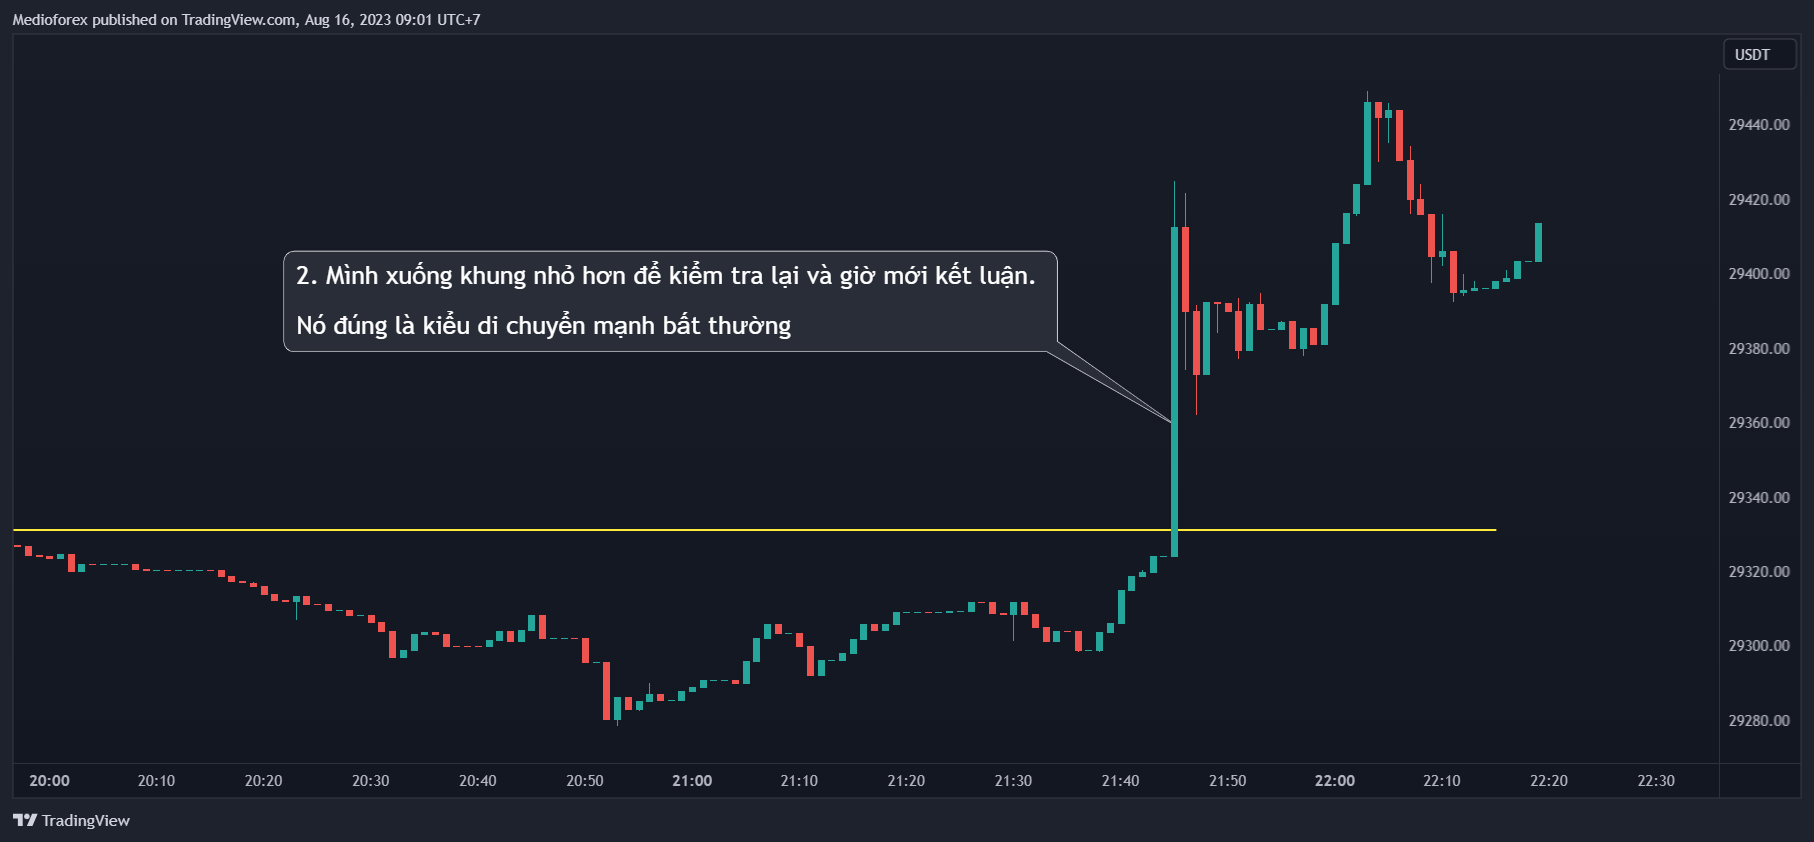 Medioforex published on TradingView.com, Aug 16, 2023 09:01 UTC+7
USDT
29440.00
29420.00
2. Mình xuống khung nhỏ hơn để kiểm tra lại và giờ mới kết luận.
Nó đúng là kiểu di chuyển mạnh bất thường
29400.00
29380.00
29360.00
29340.00
29320.00
29300.00
29280.00
20:00 20:10 20:20 20:30 20:40 20:50 21:00 21:10 21:20 21:30 21:40 21:50 22:00 22:10 22:20 22:30
TradingView